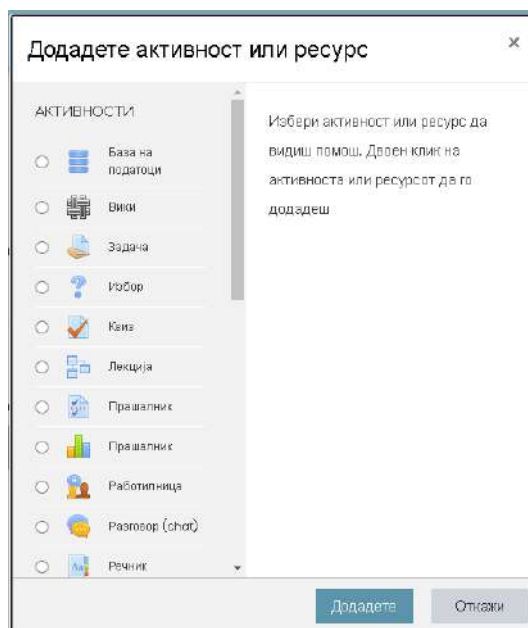 Додадете активност или ресурс
×
АКТИВНОСТИ
База на
податоци
Вики
Задача
Избор
Квиз
Лекција
Прашалник
Прашалник
Работилница
Разговор (chat)
Речник
Избери активност или ресурс да
видиш помош. Двоен клик на
активноста или ресурсот да го
додадеш
Додадете
Откажи